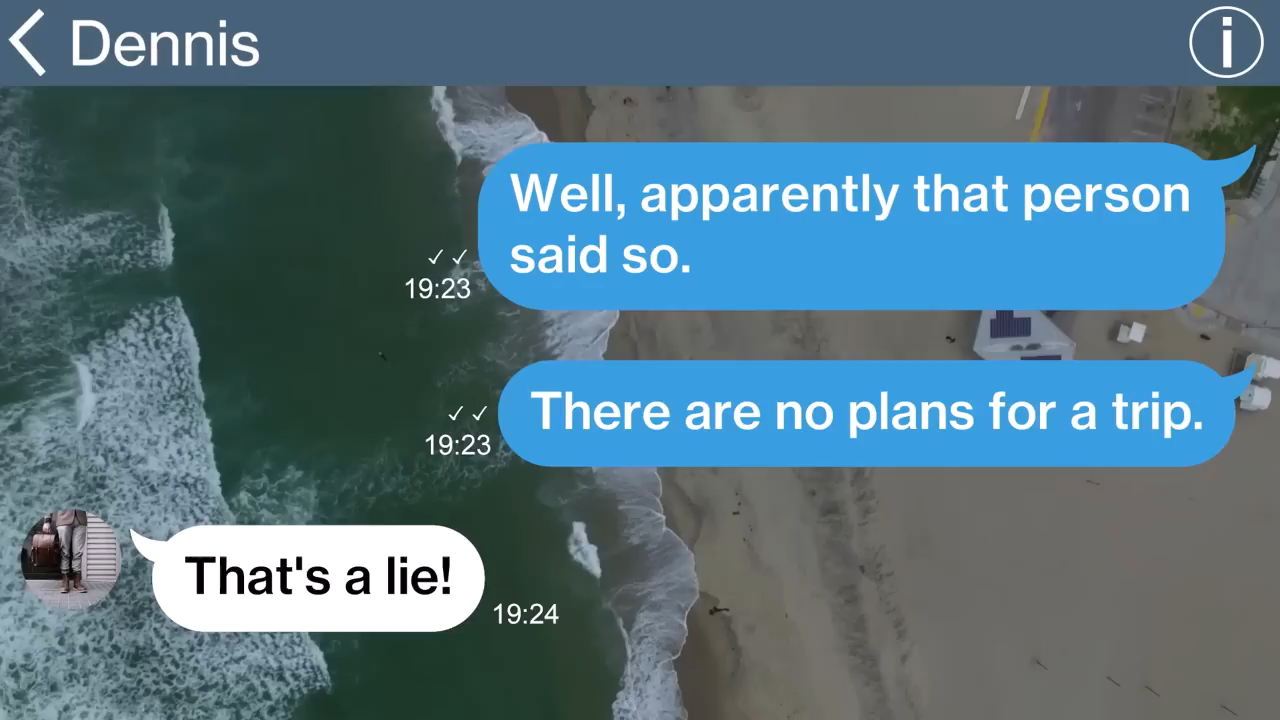 Dennis
Well, apparently that person
said so.
✓✓
19:23
There are no plans for a trip.
✓✓
19:23
That's a lie!
19:24